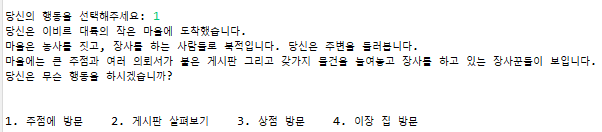 당신의 행동을 선택해주세요: 1
당신은 이비르 대륙의 작은 마을에 도착했습니다.
마을은 농사를 짓고, 장사를 하는 사람들로 북적입니다. 당신은 주변을 둘러봅니다.
마을에는 큰 주점과 여러 의뢰서가 붙은 게시판 그리고 갖가지 물건을 늘여놓고 장사를 하고 있는 장사꾼들이 보입니다.
당신은 무슨 행동을 하시겠습니까?
1. 주점에 방문 2. 게시판 살펴보기 3. 상점 방문 4. 이장 집 방문